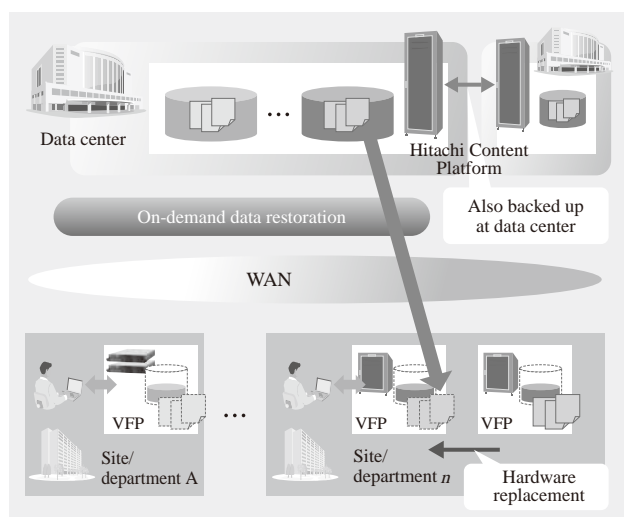 Data center
...
Hitachi Content
Platform
Also backed up
at data center
On-demand data restoration
WAN
VFP
Site/
department A
...
VFP
VFP
Site/
department n
Hardware
replacement